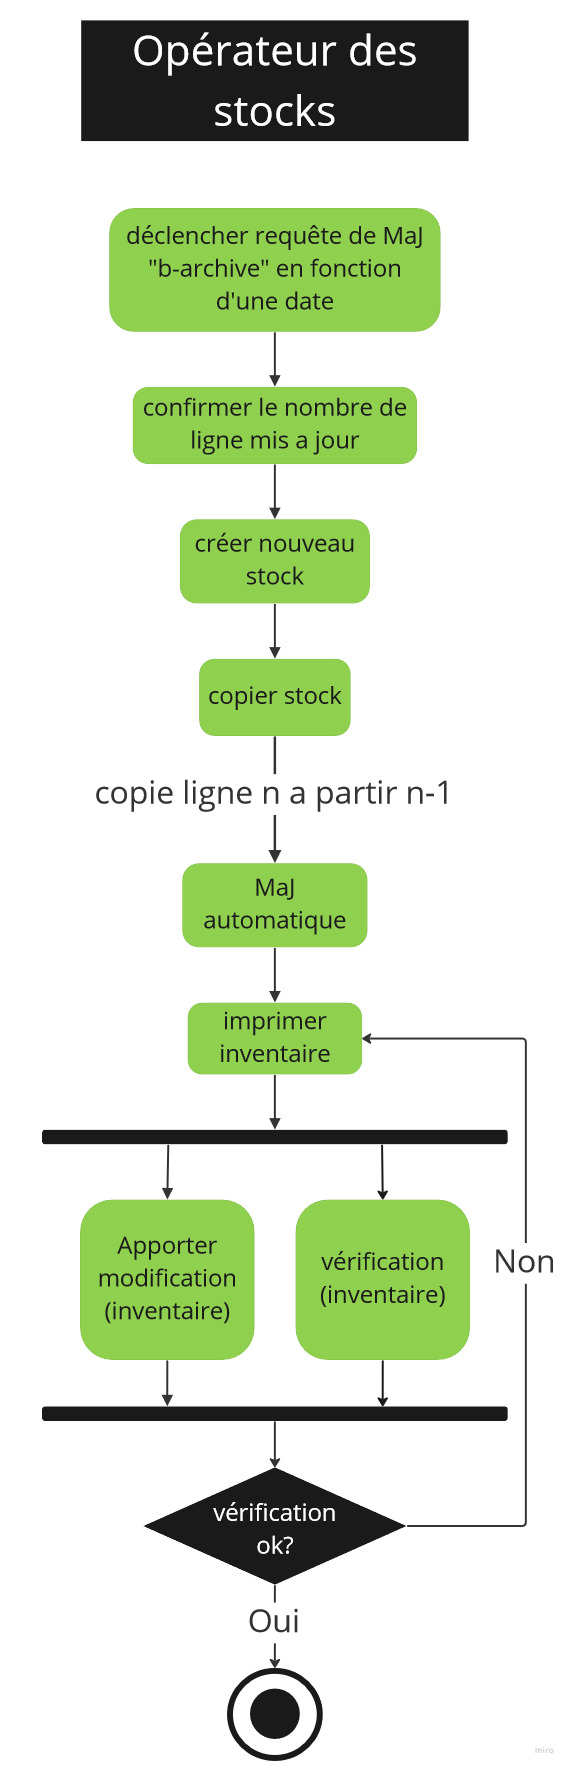 Opérateur des
stocks
déclencher requête de MaJ
"b-archive" en fonction
d'une date
confirmer le nombre de
ligne mis a jour
créer nouveau
stock
copier stock
copie ligne n a partir n-1
MaJ
automatique
imprimer
inventaire
Apporter
modification
(inventaire)
vérification
(inventaire)
Non
vérification
ok?
Oui
miro